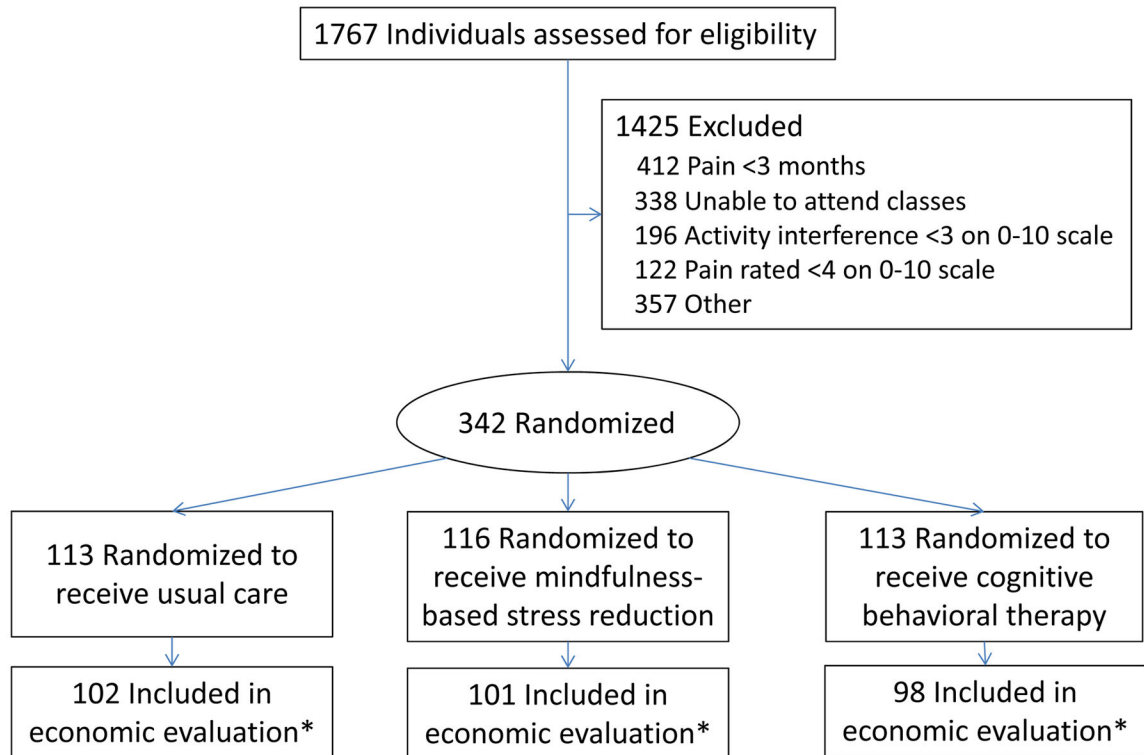 1767 Individuals assessed for eligibility
1425 Excluded
412 Pain <3 months
338 Unable to attend classes
196 Activity interference <3 on 0-10 scale
122 Pain rated <4 on 0-10 scale
357 Other
342 Randomized
113 Randomized to
receive usual care
116 Randomized to
receive mindfulness-
based stress reduction
113 Randomized to
receive cognitive
behavioral therapy
102 Included in
economic evaluation*
101 Included in
economic evaluation*
98 Included in
economic evaluation*